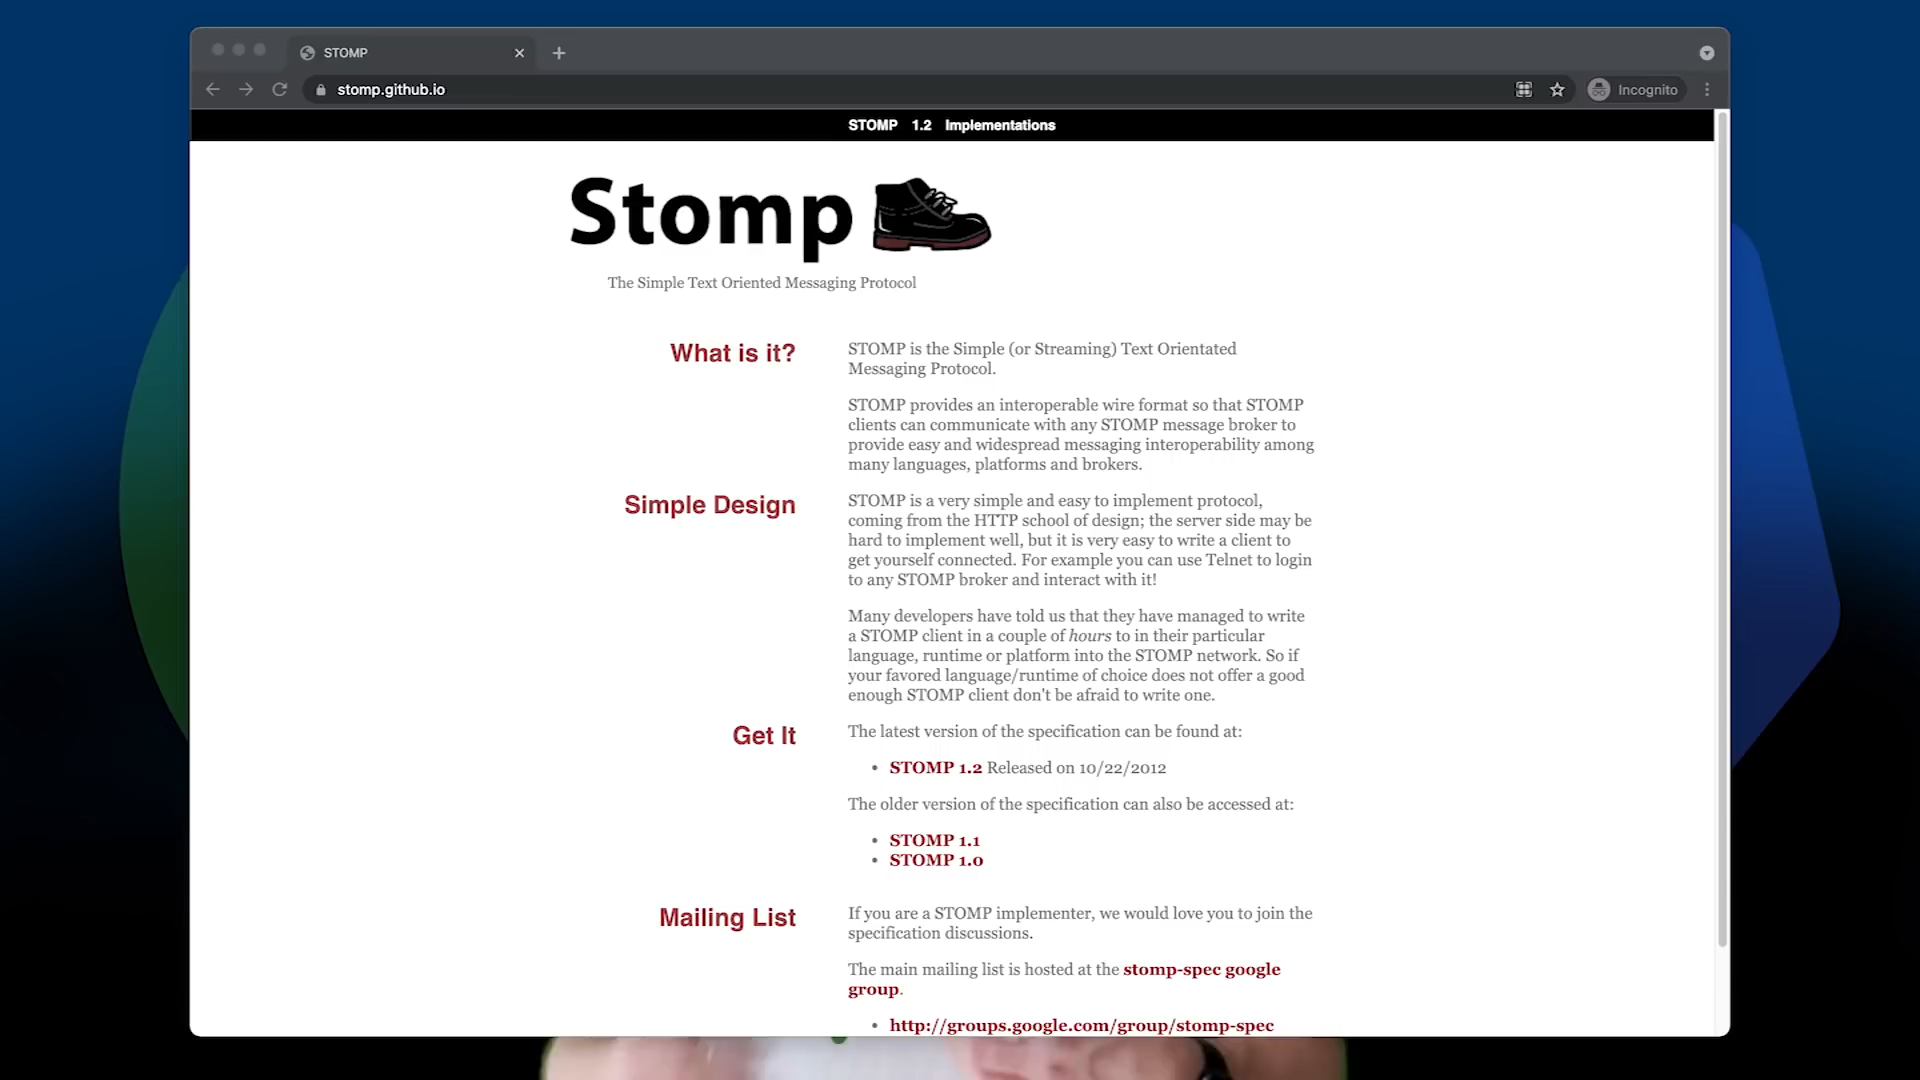 STOMP
stomp.github.io
Incognito
STOMP 1.2 Implementations
Stomp
The Simple Text Oriented Messaging Protocol
What is it?
STOMP is the Simple (or Streaming) Text Orientated
Messaging Protocol.
STOMP provides an interoperable wire format so that STOMP
clients can communicate with any STOMP message broker to
provide easy and widespread messaging interoperability among
many languages, platforms and brokers.
Simple Design
STOMP is a very simple and easy to implement protocol,
coming from the HTTP school of design; the server side may be
hard to implement well, but it is very easy to write a client to
get yourself connected. For example you can use Telnet to login
to any STOMP broker and interact with it!
Many developers have told us that they have managed to write
a STOMP client in a couple of hours to in their particular
language, runtime or platform into the STOMP network. So if
your favored language/runtime of choice does not offer a good
enough STOMP client don't be afraid to write one.
Get It
The latest version of the specification can be found at:
• STOMP 1.2 Released on 10/22/2012
The older version of the specification can also be accessed at:
• STOMP 1.1
• STOMP 1.0
Mailing List
If you are a STOMP implementer, we would love you to join the
specification discussions.
The main mailing list is hosted at the stomp-spec google
group.
• http://groups.google.com/group/stomp-spec